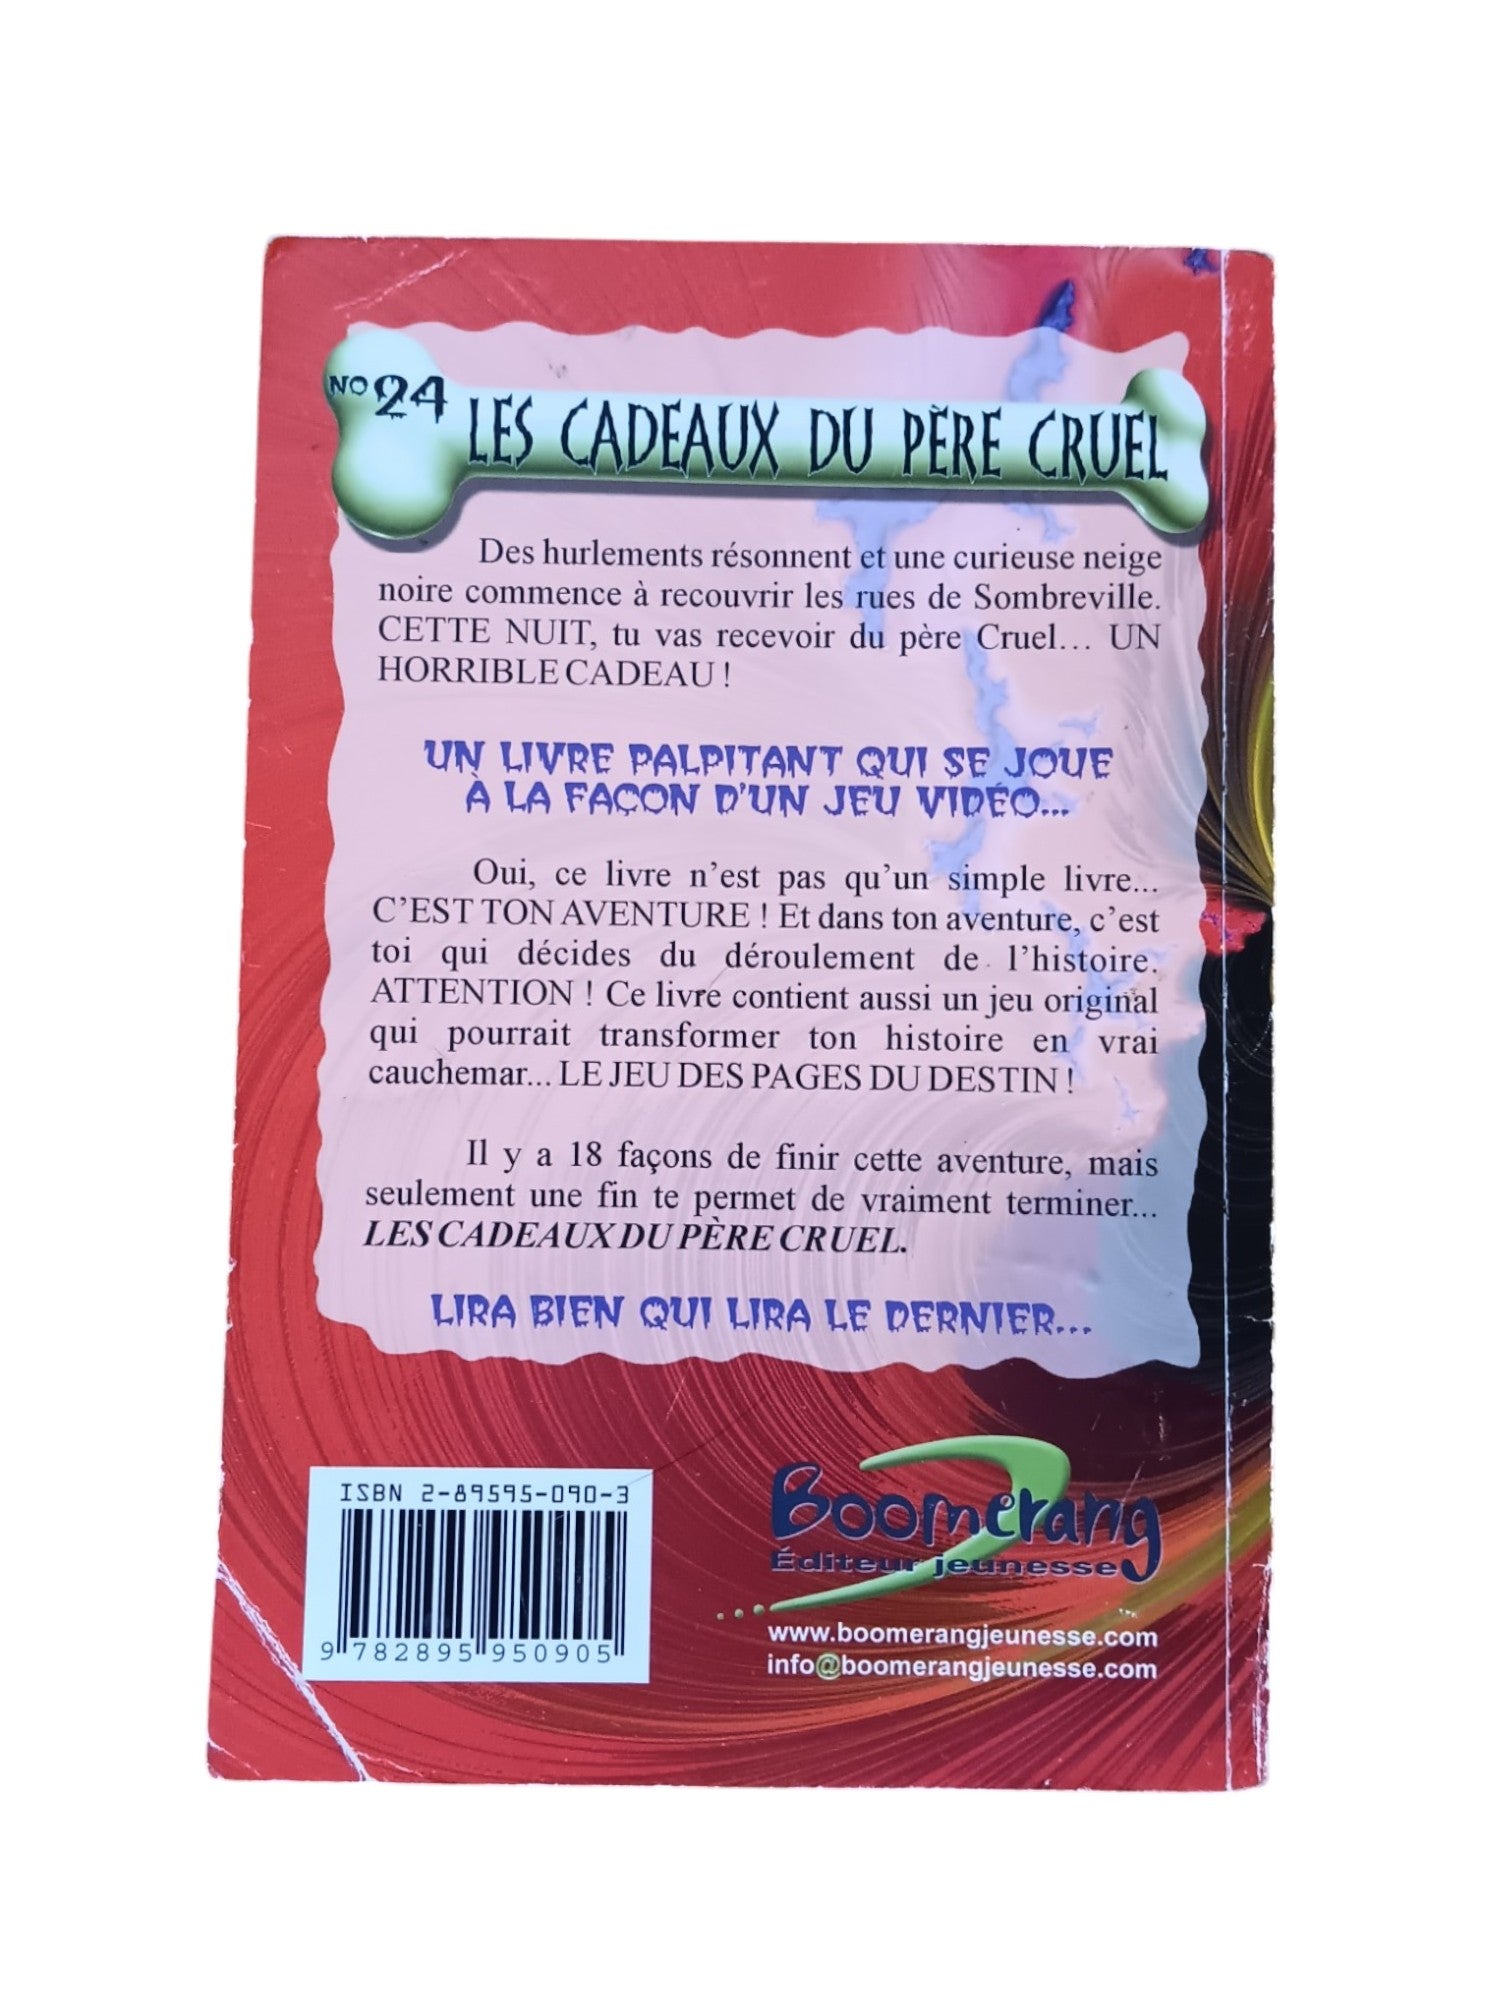 NO 24
LES CADEAUX DU PÈRE CRUEL
Des hurlements résonnent et une curieuse neige
noire commence à recouvrir les rues de Sombreville.
CETTE NUIT, tu vas recevoir du père Cruel... UN
HORRIBLE CADEAU !
UN LIVRE PALPITANT QUI SE JOUE
À LA FAÇON D'UN JEU VIDÉO...
Oui, ce livre n'est pas qu'un simple livre...
C'EST TON AVENTURE ! Et dans ton aventure, c'est
toi qui décides du déroulement de l'histoire.
ATTENTION ! Ce livre contient aussi un jeu original
qui pourrait transformer ton histoire en vrai
cauchemar... LE JEU DES PAGES DU DESTIN !
Il y a 18 façons de finir cette aventure, mais
seulement une fin te permet de vraiment terminer...
LES CADEAUX DU PÈRE CRUEL.
LIRA BIEN QUI LIRA LE DERNIER...
ISBN 2-89595-090-3
9 782895 950905
Boomerang
Éditeur jeunesse
www.boomerangjeunesse.com
info@boomerangjeunesse.com